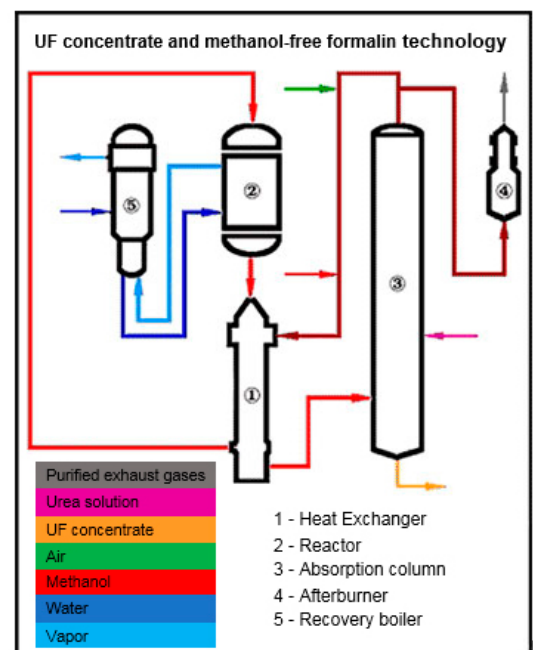 UF concentrate and methanol-free formalin technology
⑤
②
④
③
①
Purified exhaust gases
Urea solution
UF concentrate
Air
Methanol
Water
Vapor
1 - Heat Exchanger
2 - Reactor
3 - Absorption column
4 - Afterburner
5 - Recovery boiler